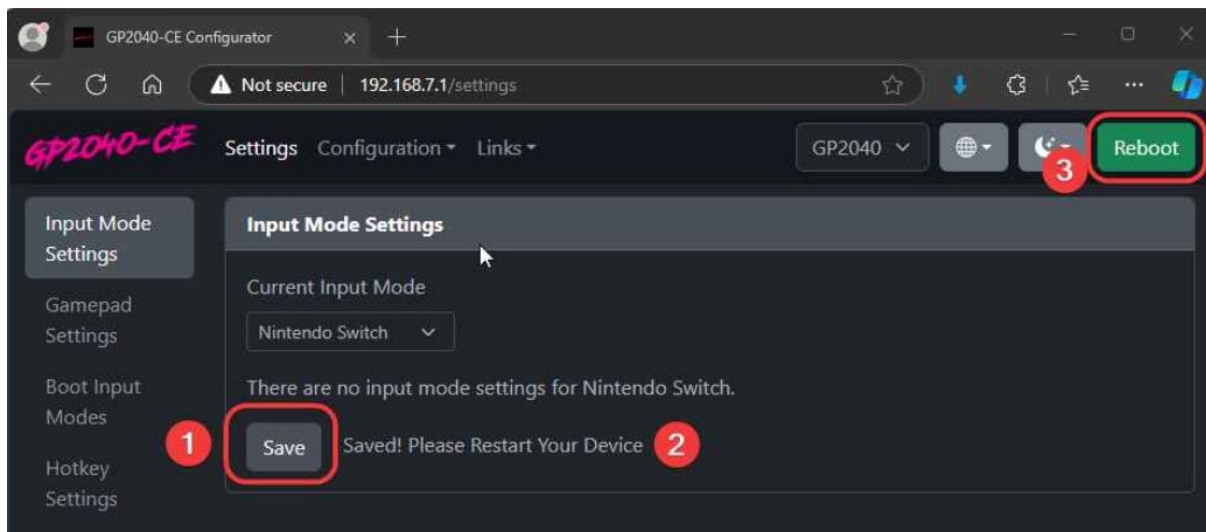 GP2040-CE Configurator
Not secure 192.168.7.1/settings
GP2040-CE Settings Configuration Links GP2040 Reboot
3
Input Mode
Settings
Input Mode Settings
Gamepad
Settings
Current Input Mode
Nintendo Switch
Boot Input
Modes
There are no input mode settings for Nintendo Switch.
1 Save Saved! Please Restart Your Device 2
Hotkey
Settings